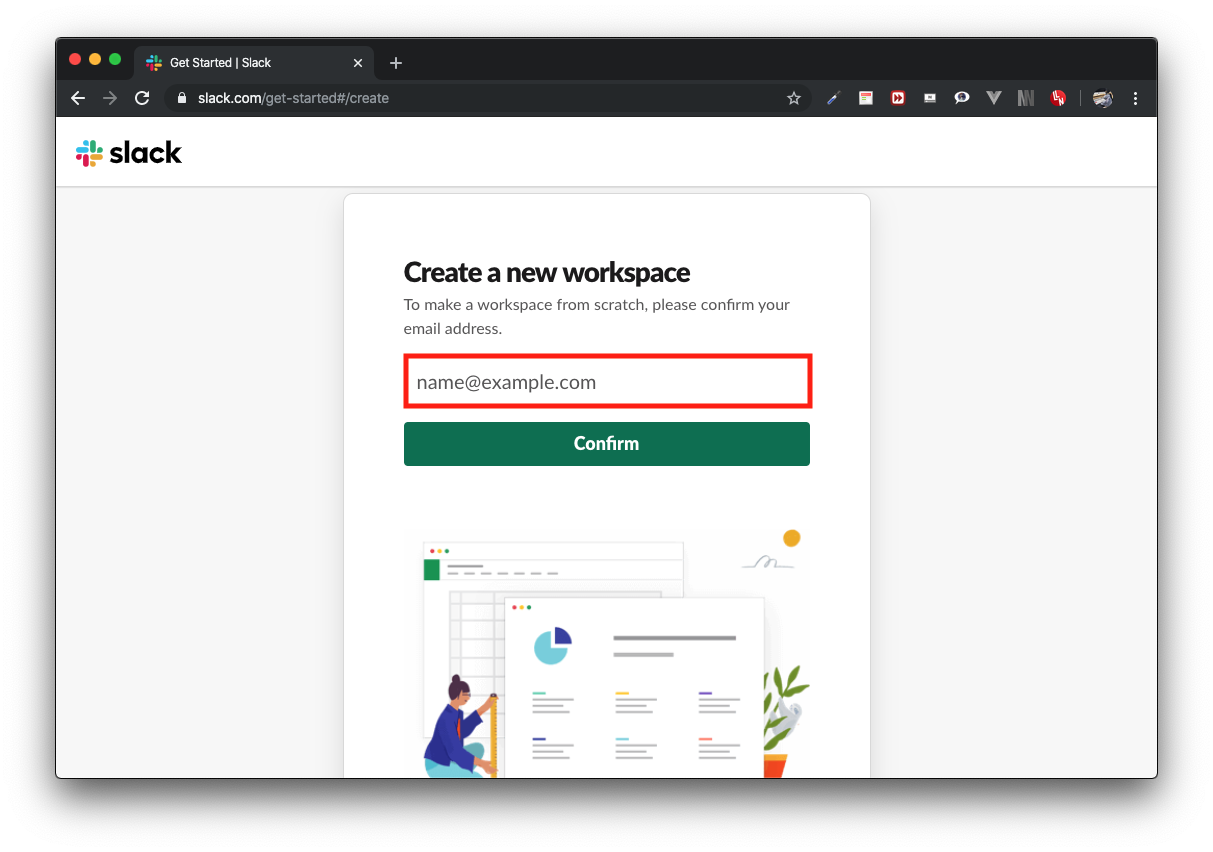 Get Started | Slack
slack.com/get-started#/create
slack
Create a new workspace
To make a workspace from scratch, please confirm your
email address.
name@example.com
Confirm